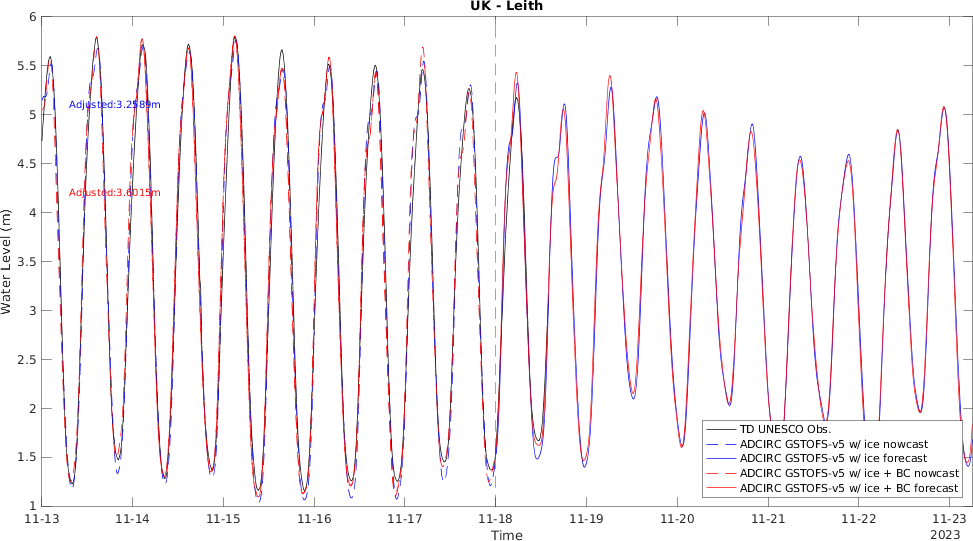 UK - Leith
6
5.5
5
4.5
4
3.5
3
2.5
2
1.5
1
Water Level (m)
Adjusted:3.2589m
Adjusted:3.6015m
TD UNESCO Obs.
ADCIRC GSTOFS-v5 w/ ice nowcast
ADCIRC GSTOFS-v5 w/ ice forecast
ADCIRC GSTOFS-v5 w/ ice + BC nowcast
ADCIRC GSTOFS-v5 w/ ice + BC forecast
11-13 11-14 11-15 11-16 11-17 11-18 11-19 11-20 11-21 11-22 11-23
Time
2023